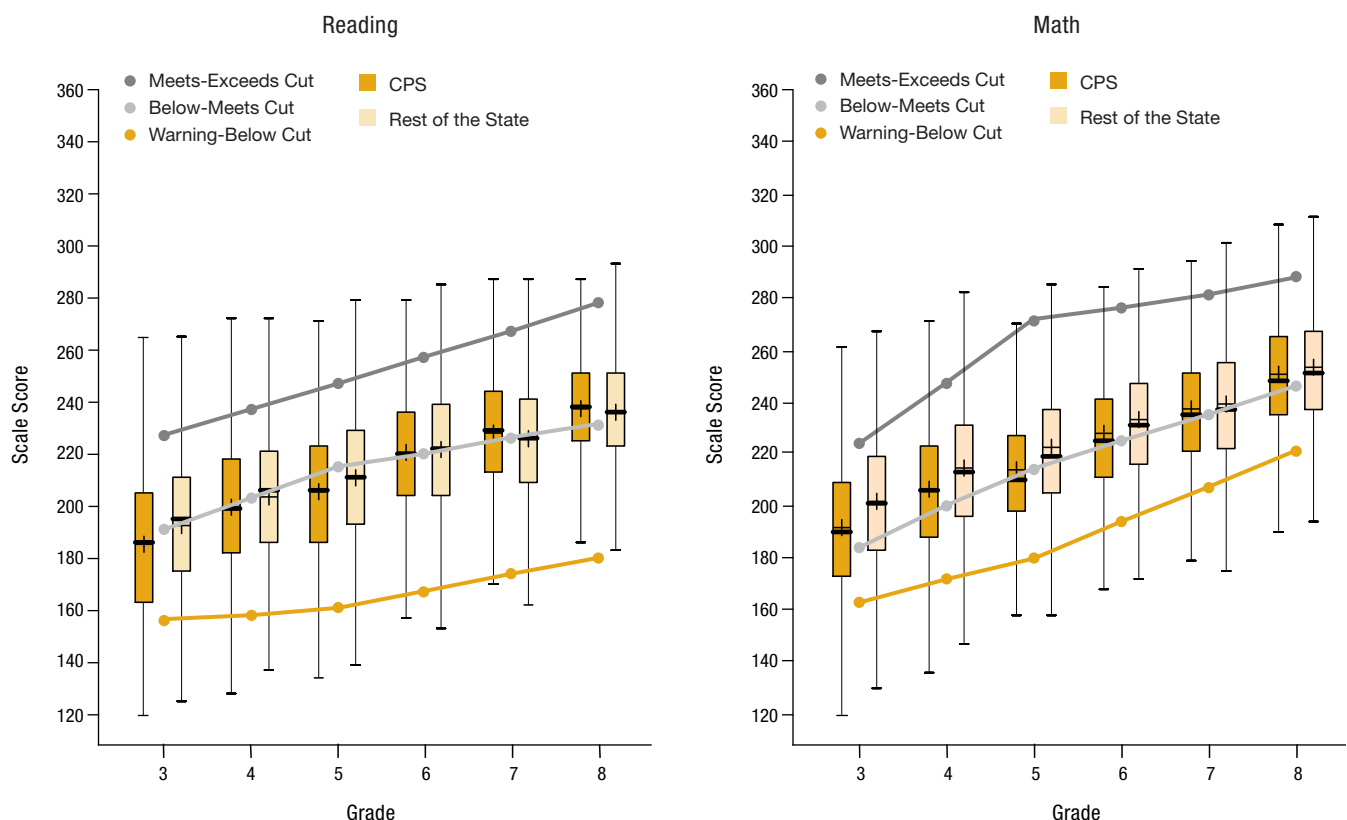 Reading
Meets-Exceeds Cut
Below-Meets Cut
Warning-Below Cut
CPS
Rest of the State
Scale Score
360
340
320
300
280
260
240
220
200
180
160
140
120
3 4 5 6 7 8
Grade
Math
Meets-Exceeds Cut
Below-Meets Cut
Warning-Below Cut
CPS
Rest of the State
Scale Score
360
340
320
300
280
260
240
220
200
180
160
140
120
3 4 5 6 7 8
Grade